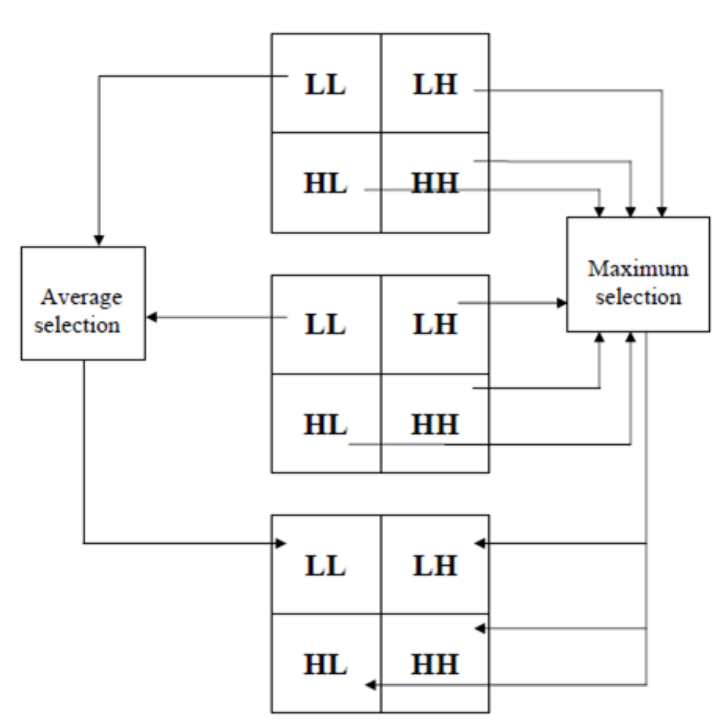 LL LH
HL HH
Maximum
selection
Average
selection
LL LH
HL HH
LL LH
HL HH